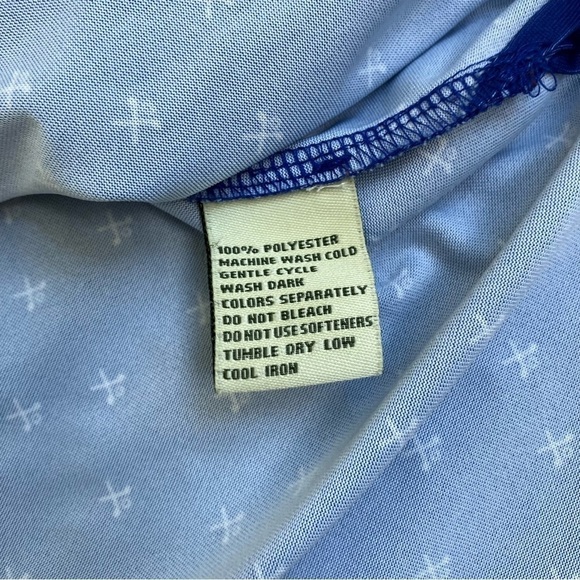 100% POLYESTER
MACHINE WASH COLD
GENTLE CYCLE
WASH DARK
COLORS SEPARATELY
DO NOT BLEACH
DO NOT USE SOFTENERS
TUMBLE DRY LOW
COOL IRON